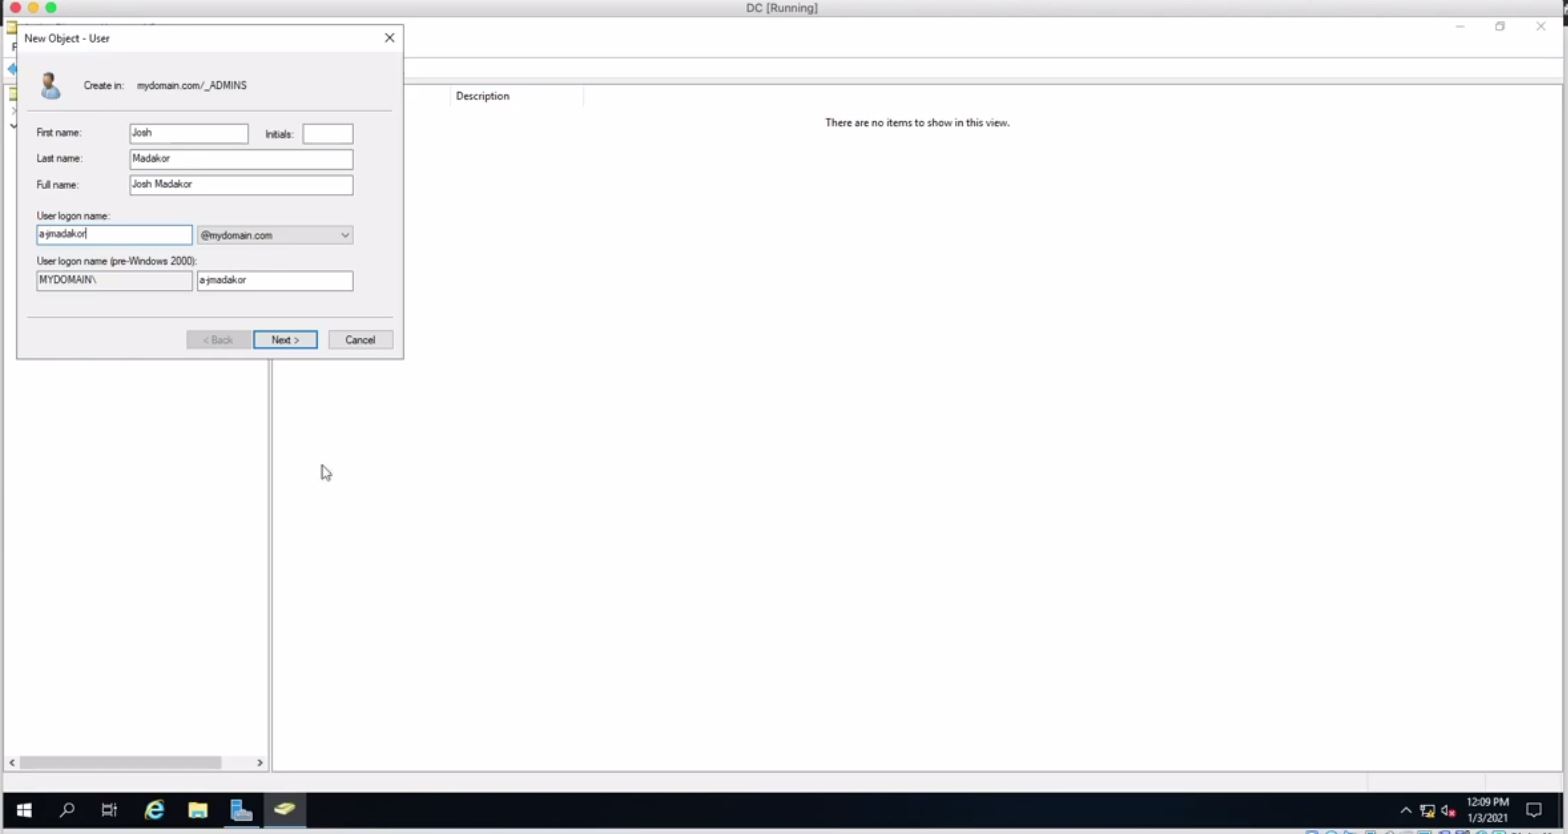 DC [Running]
New Object - User
Create in: mydomain.com/_ADMINS
First name: Josh Initials:
Last name: Madakor
Full name: Josh Madakor
User logon name:
a-jmadakor @mydomain.com
User logon name (pre-Windows 2000):
MYDOMAIN\ a-jmadakor
< Back Next > Cancel
Description
There are no items to show in this view.
12:09 PM
1/3/2021